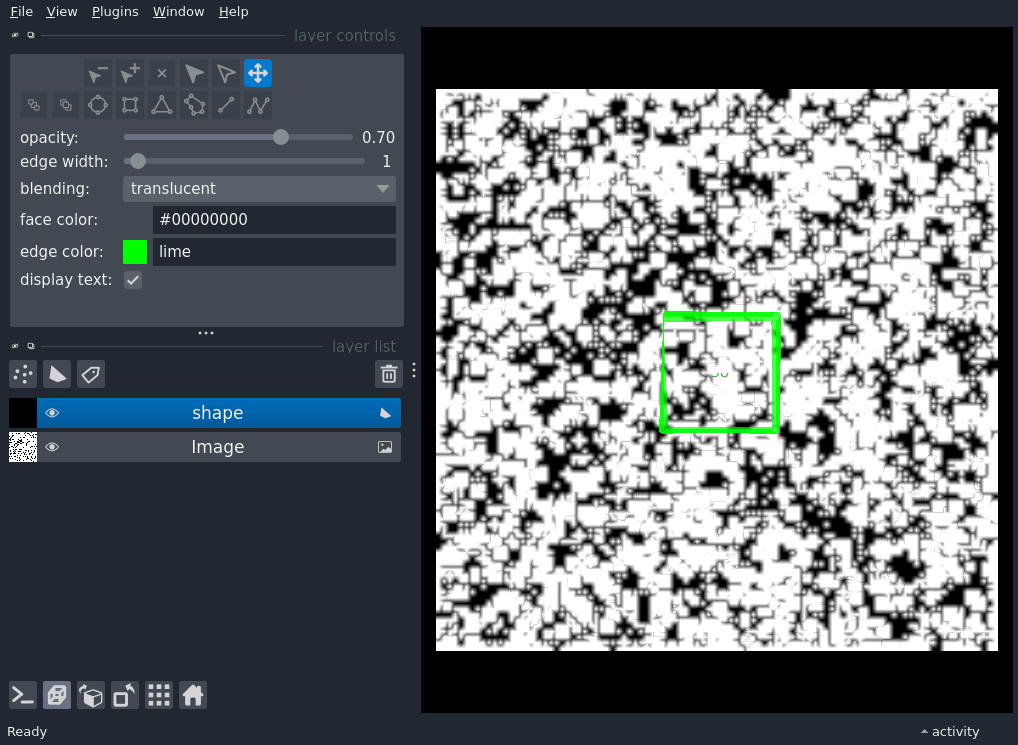 File View Plugins Window Help
layer controls
opacity: 0.70
edge width: 1
blending: translucent
face color: #00000000
edge color: lime
display text:
layer list
shape
Image
Ready
activity